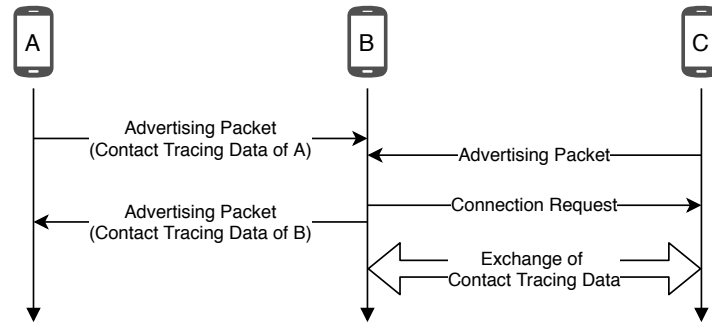 A
B
C
Advertising Packet
(Contact Tracing Data of A)
Advertising Packet
Advertising Packet
(Contact Tracing Data of B)
Connection Request
Exchange of
Contact Tracing Data